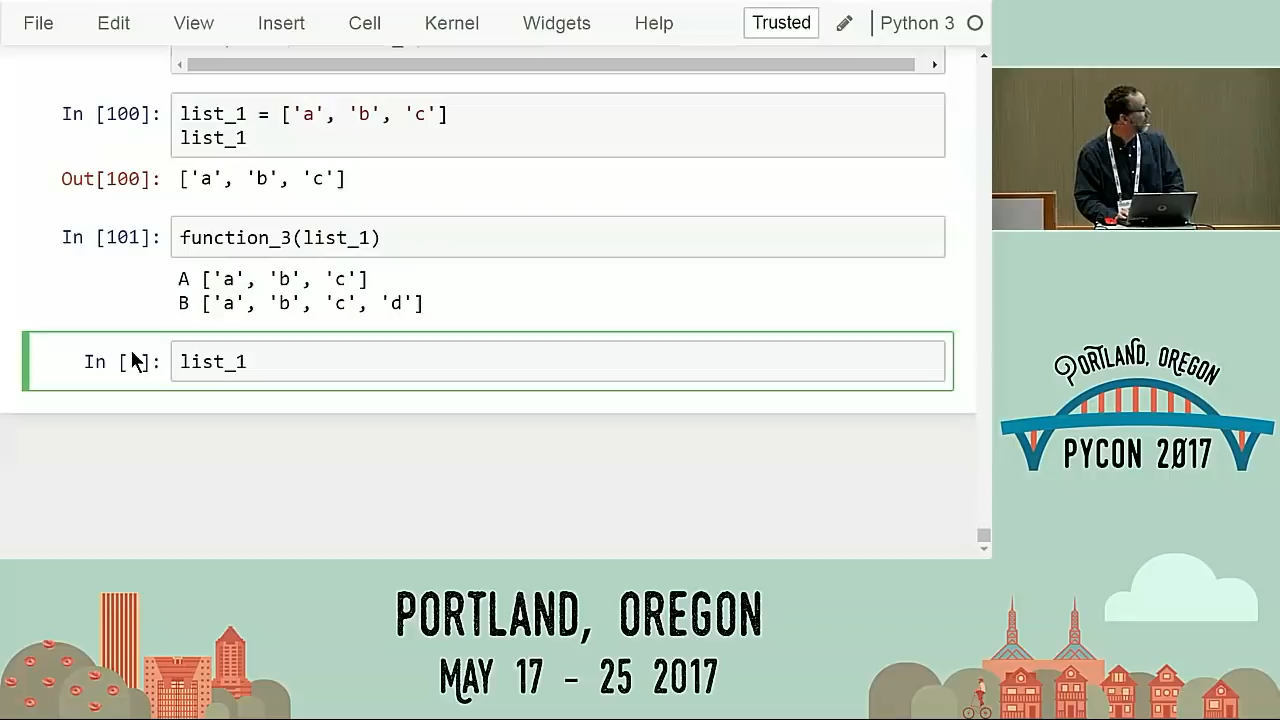 File Edit View Insert Cell Kernel Widgets Help Trusted Python 3
In [100]: list_1 = ['a', 'b', 'c']
list_1
Out[100]: ['a', 'b', 'c']
In [101]: function_3(list_1)
A ['a', 'b', 'c']
B ['a', 'b', 'c', 'd']
In [ ]: list_1
PORTLAND, OREGON
PYCON 2017
PORTLAND, OREGON
MAY 17 - 25 2017